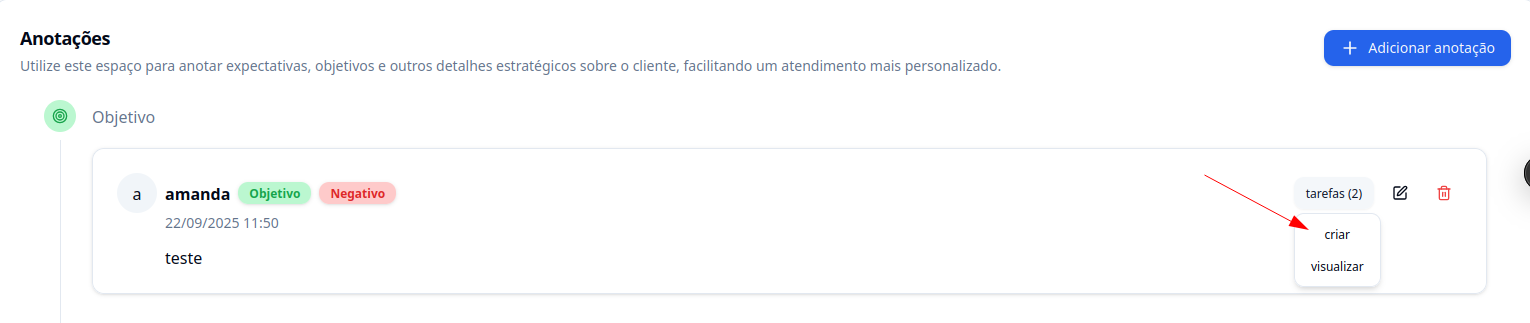 Anotações
Utilize este espaço para anotar expectativas, objetivos e outros detalhes estratégicos sobre o cliente, facilitando um atendimento mais personalizado.
Adicionar anotação
Objetivo
a amanda Objetivo Negativo
tarefas (2)
22/09/2025 11:50
criar
teste
visualizar